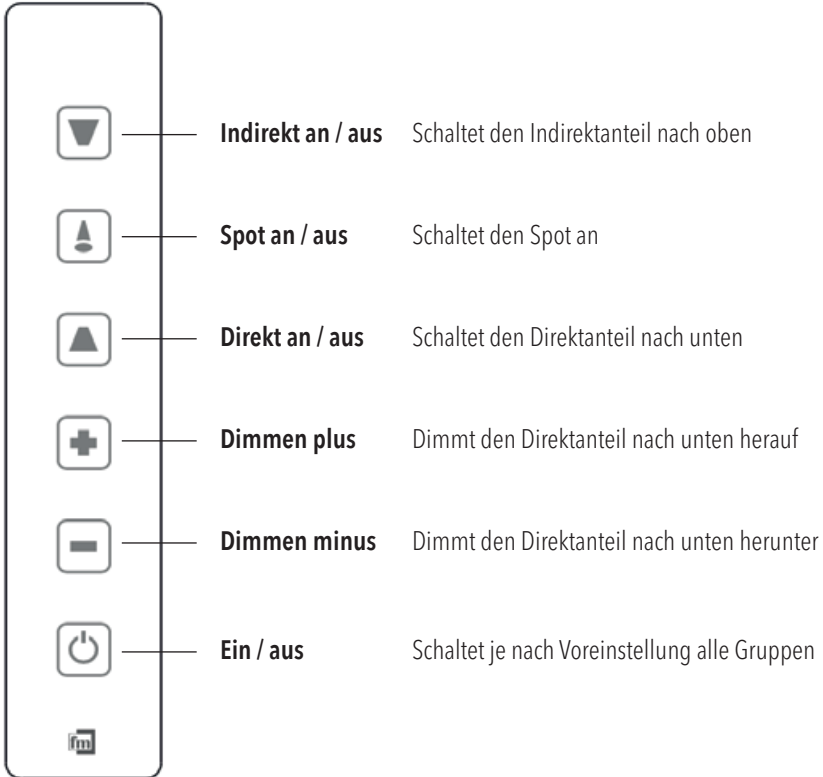 Indirekt an / aus Schaltet den Indirektanteil nach oben
Spot an / aus Schaltet den Spot an
Direkt an / aus Schaltet den Direktanteil nach unten
Dimmen plus Dimmt den Direktanteil nach unten herauf
Dimmen minus Dimmt den Direktanteil nach unten herunter
Ein / aus Schaltet je nach Voreinstellung alle Gruppen
rm